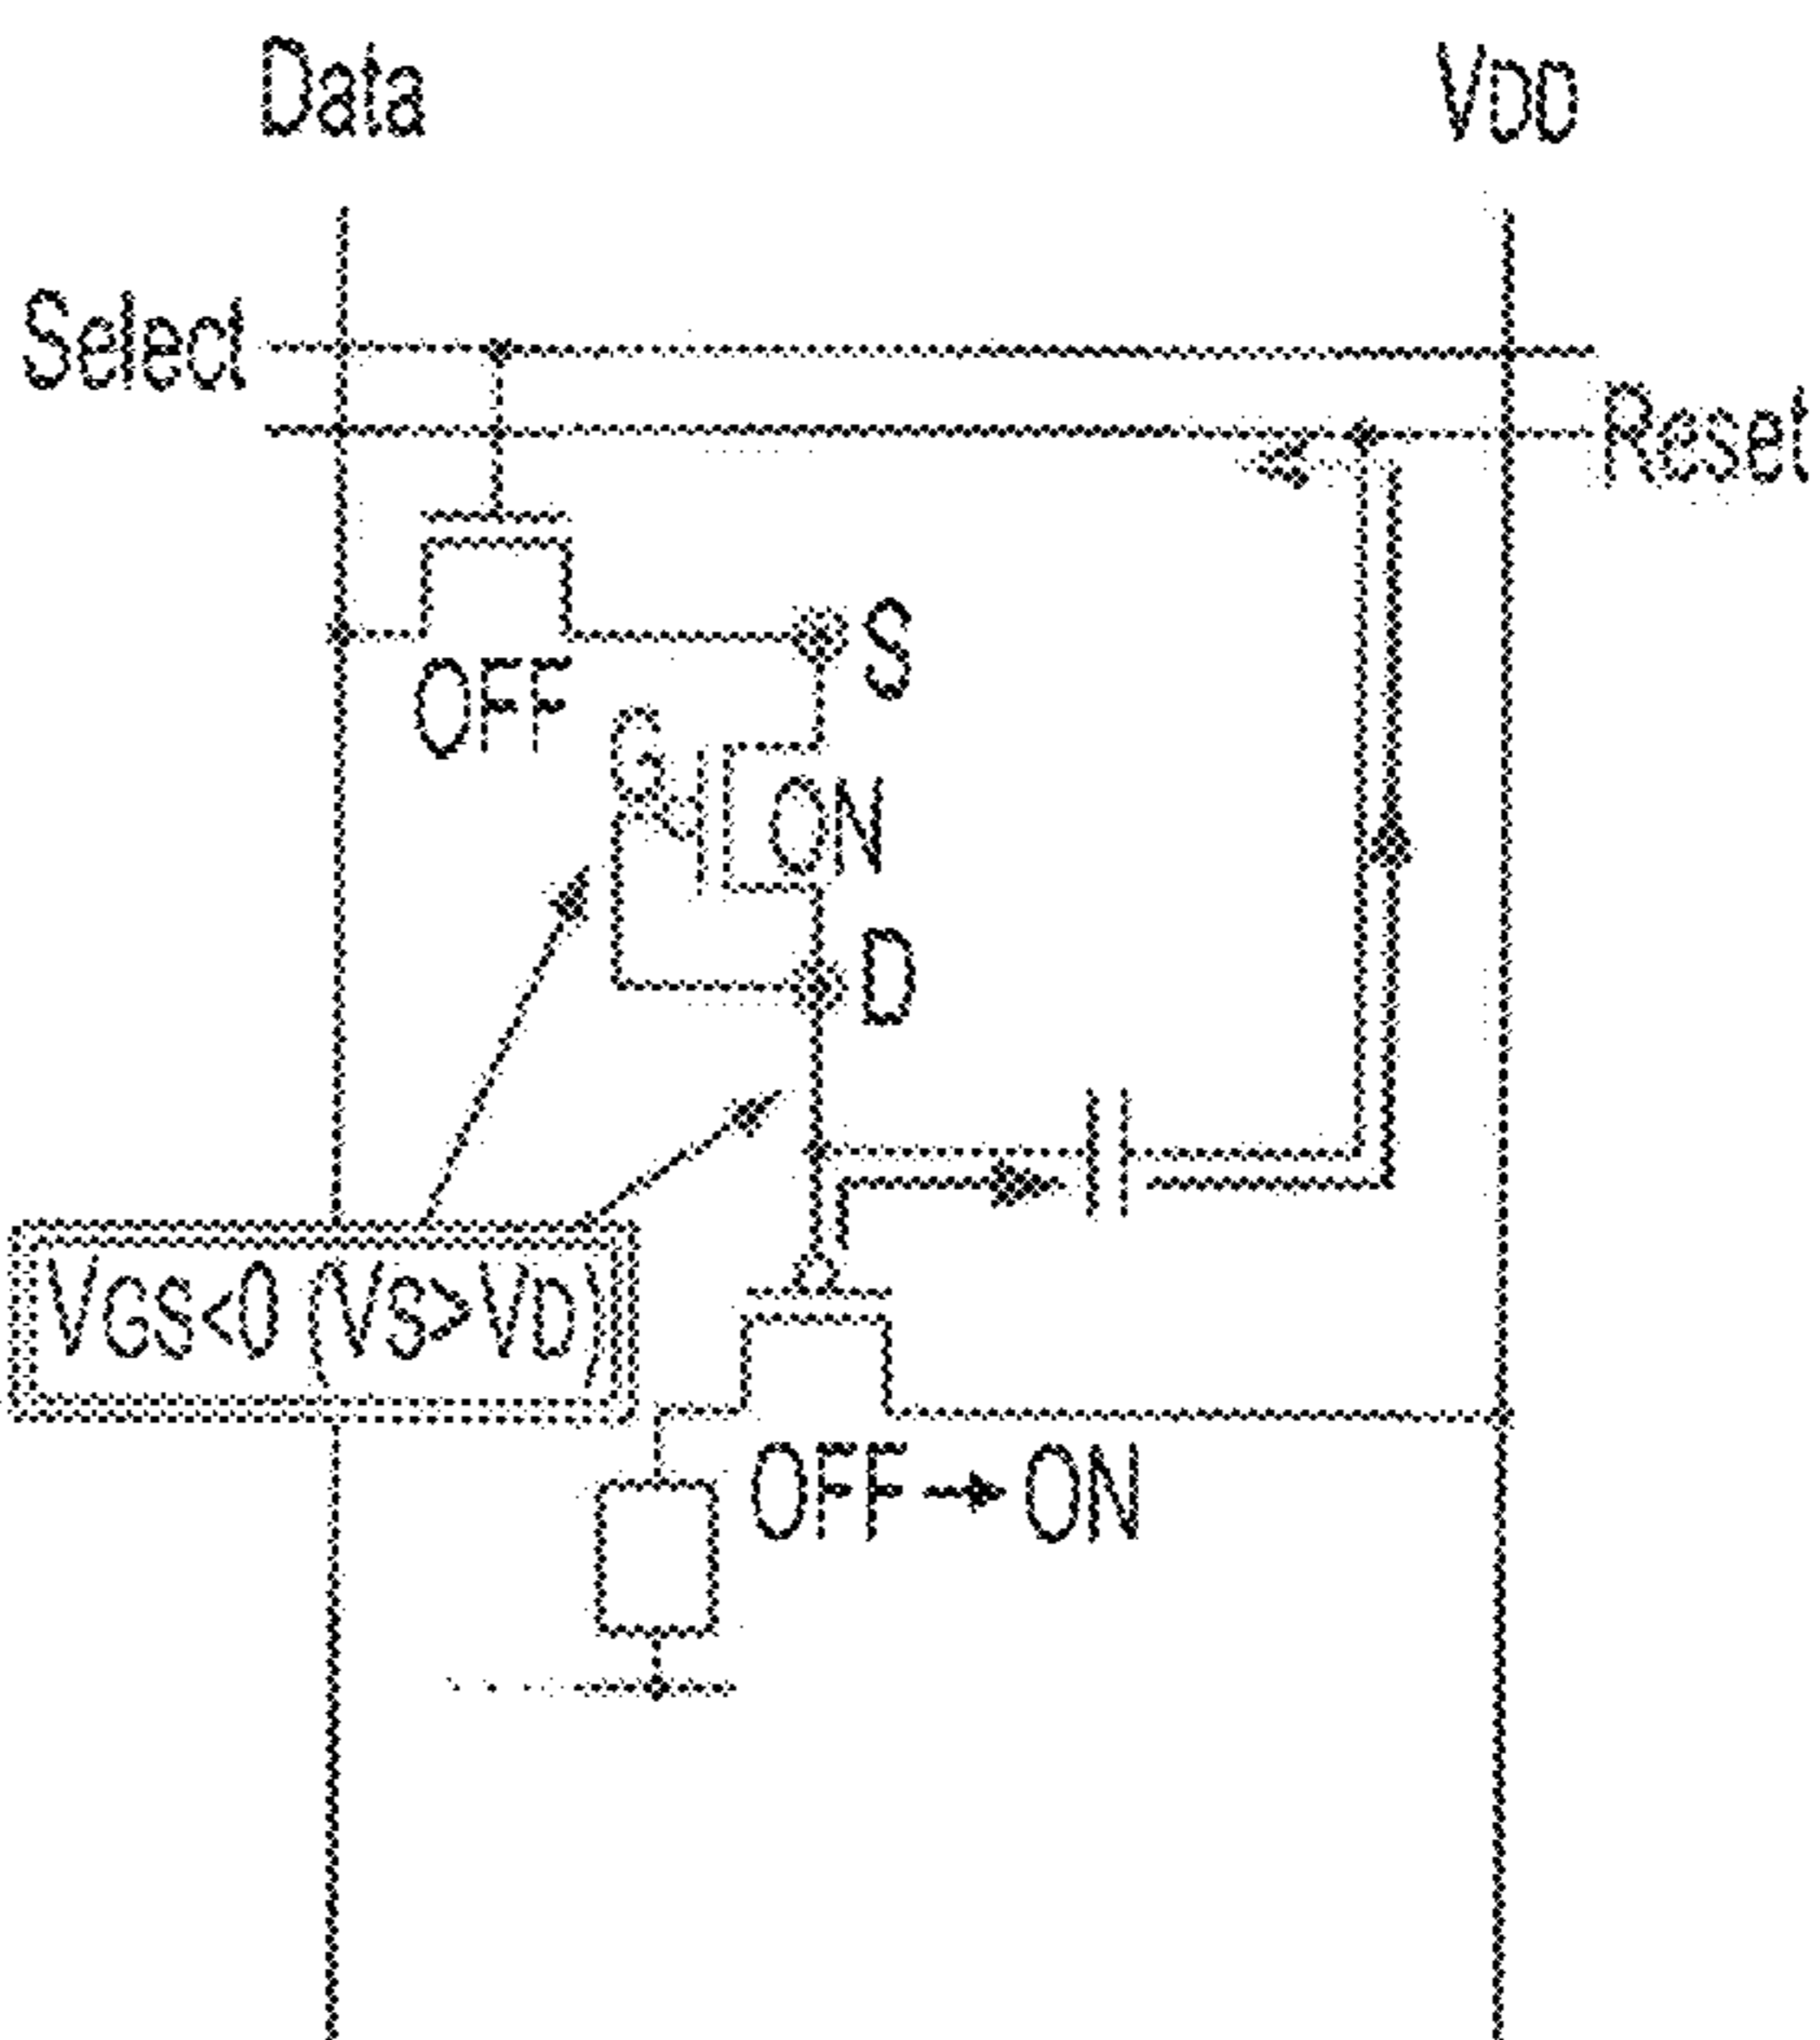 Data
VDD
Select
Reset
S
OFF
G
ON
D
VGS<0 (VS>VD)
OFF→ON